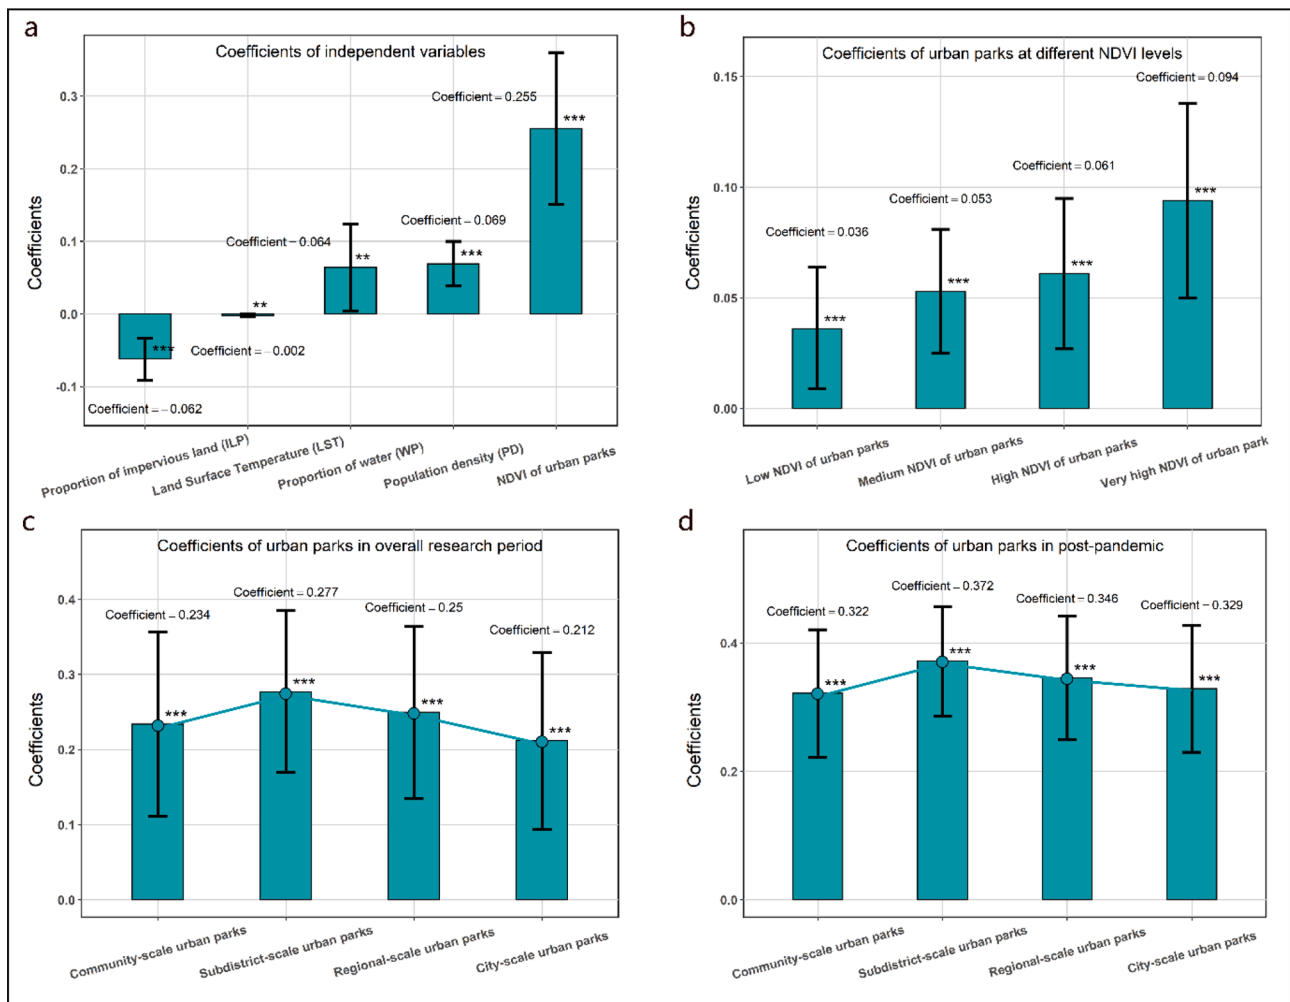 a
Coefficients of independent variables
Coefficient = 0.255
Coefficient = 0.069
Coefficient = 0.064
Coefficient = −0.002
Coefficient = −0.062
***
**
**
***
***
0.3
0.2
0.1
0.0
-0.1
Coefficients
Proportion of impervious land (ILP)
Land Surface Temperature (LST)
Proportion of water (WP)
Population density (PD)
NDVI of urban parks
b
Coefficients of urban parks at different NDVI levels
Coefficient = 0.094
Coefficient = 0.061
Coefficient = 0.053
Coefficient = 0.036
***
***
***
***
0.15
0.10
0.05
0.00
Coefficients
Low NDVI of urban parks
Medium NDVI of urban parks
High NDVI of urban parks
Very high NDVI of urban park
c
Coefficients of urban parks in overall research period
Coefficient = 0.234
Coefficient = 0.277
Coefficient = 0.25
Coefficient = 0.212
***
***
***
***
0.4
0.3
0.2
0.1
0.0
Coefficients
Community-scale urban parks
Subdistrict-scale urban parks
Regional-scale urban parks
City-scale urban parks
d
Coefficients of urban parks in post-pandemic
Coefficient = 0.322
Coefficient = 0.372
Coefficient = 0.346
Coefficient = 0.329
***
***
***
***
0.4
0.2
0.0
Coefficients
Community-scale urban parks
Subdistrict-scale urban parks
Regional-scale urban parks
City-scale urban parks